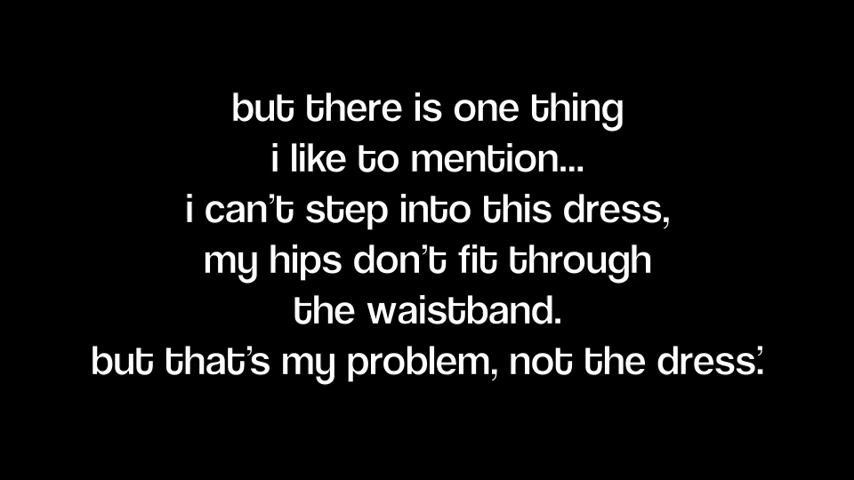 but there is one thing
i like to mention...
i can't step into this dress,
my hips don't fit through
the waistband.
but that's my problem, not the dress'.